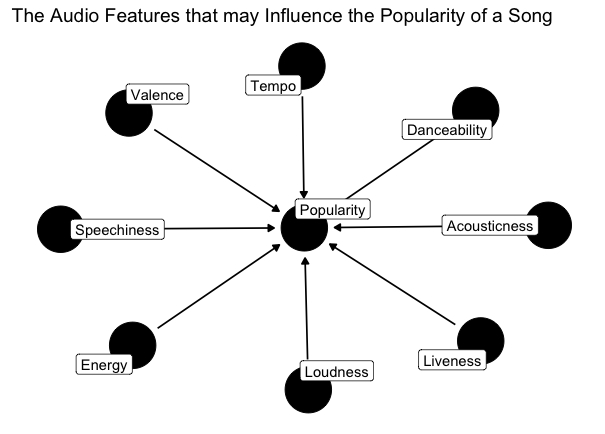 The Audio Features that may Influence the Popularity of a Song
Tempo
Valence
Danceability
Popularity
Speechiness
Acousticness
Energy
Liveness
Loudness